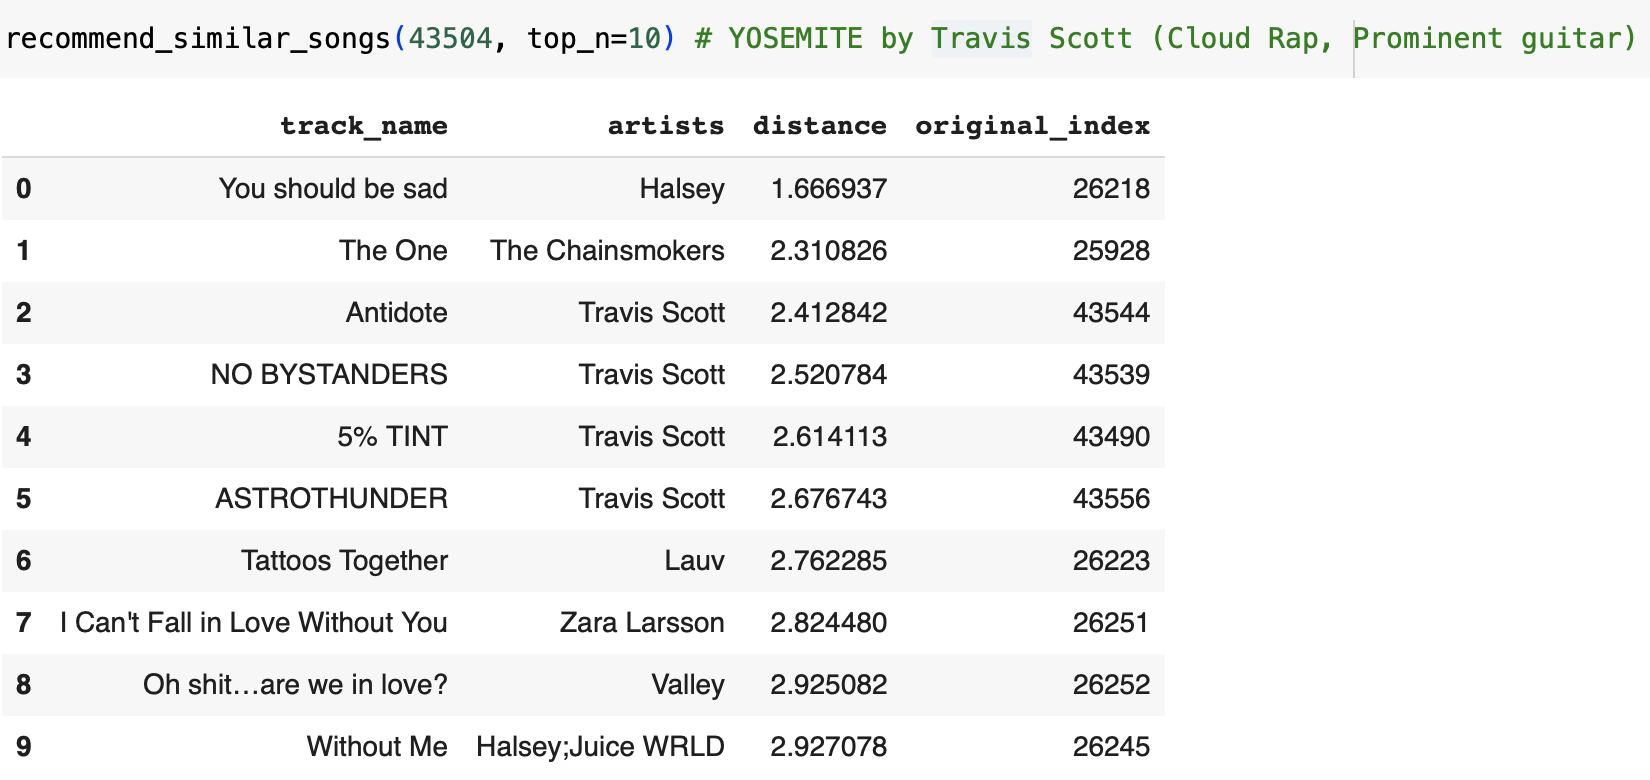 recommend_similar_songs(43504, top_n=10) # YOSEMITE by Travis Scott (Cloud Rap, Prominent guitar)
track_name artists distance original_index
0 You should be sad Halsey 1.666937 26218
1 The One The Chainsmokers 2.310826 25928
2 Antidote Travis Scott 2.412842 43544
3 NO BYSTANDERS Travis Scott 2.520784 43539
4 5% TINT Travis Scott 2.614113 43490
5 ASTROTHUNDER Travis Scott 2.676743 43556
6 Tattoos Together Lauv 2.762285 26223
7 I Can't Fall in Love Without You Zara Larsson 2.824480 26251
8 Oh shit...are we in love? Valley 2.925082 26252
9 Without Me Halsey;Juice WRLD 2.927078 26245